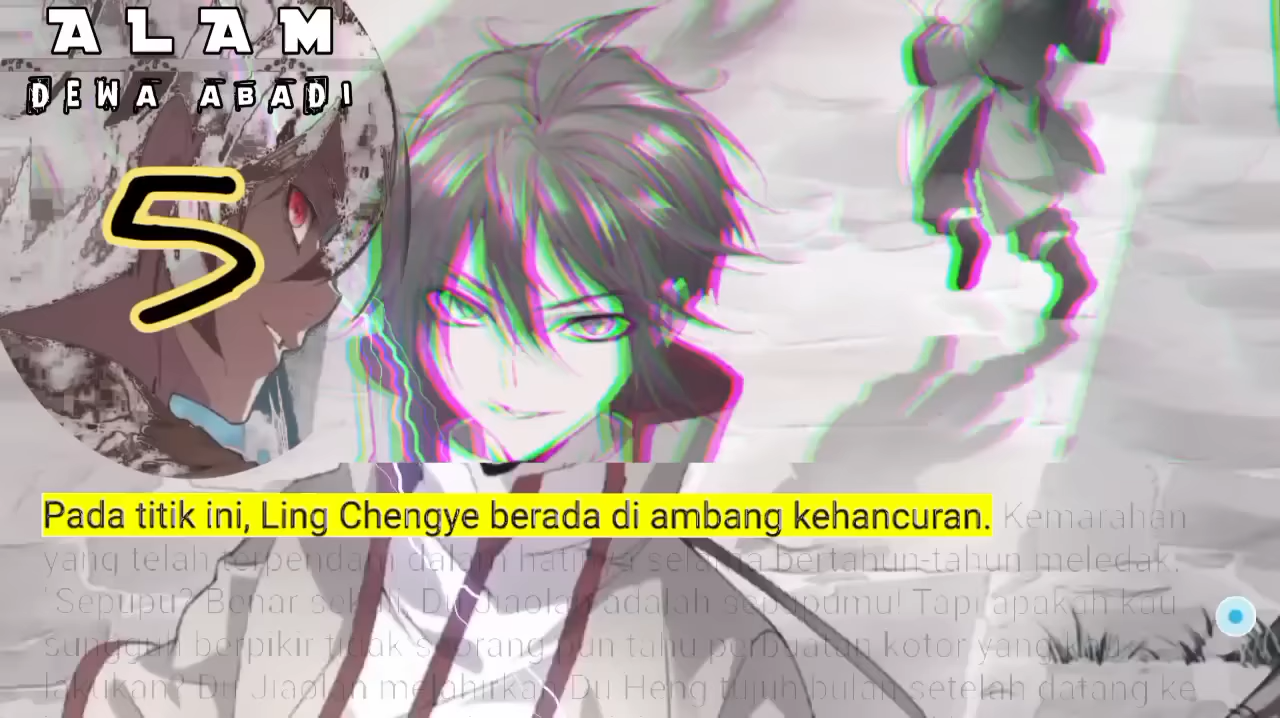 ALAM
DEWA ABADI
5
Pada titik ini, Ling Chengye berada di ambang kehancuran. Kemarahan
yang telah terpendam dalam hatinya selama bertahun-tahun meledak.
'Sepupu? Benar sekali, Du Jiaolan adalah sepupumu! Tapi apakah kau
sungguh berpikir tidak seorang pun tahu perbuatan kotor yang kau
lakukan? Du Jiaolan melahirkan Du Heng tujuh bulan setelah datang ke